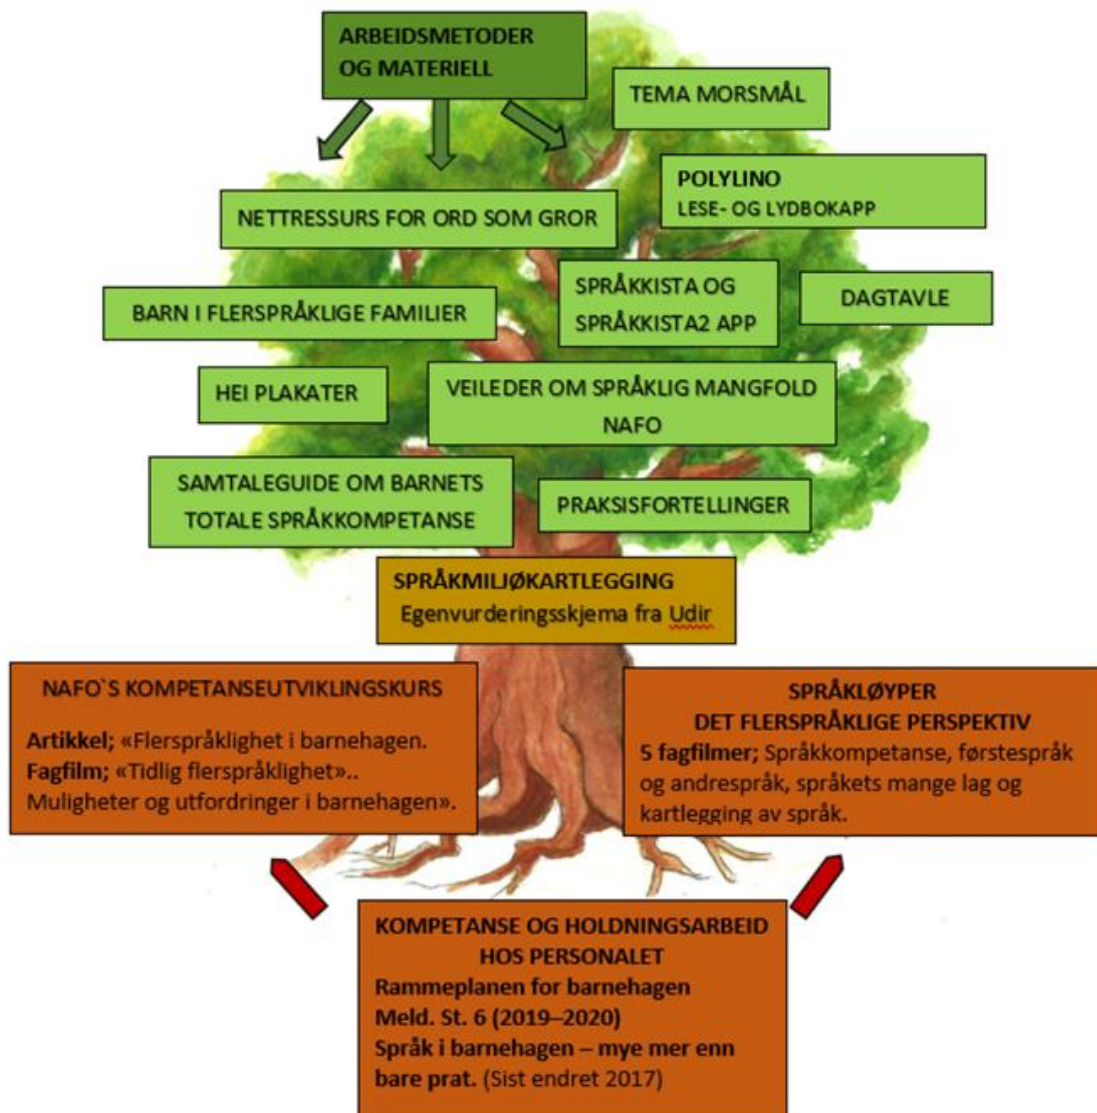 ARBEIDSMETODER
OG MATERIELL
TEMA MORSMÅL
POLYLINO
LESE- OG LYDBOKAPP
NETTRESSURS FOR ORD SOM GROR
SPRÅKKISTA OG
SPRÅKKISTA2 APP
DAGTAVLE
BARN I FLERSPRÅKLIGE FAMILIER
HEI PLAKATER
VEILEDER OM SPRÅKLIG MANGFOLD
NAFO
SAMTALEGUIDE OM BARNETS
TOTALE SPRÅKKOMPETANSE
PRAKSISFORTELLINGER
SPRÅKMILJØKARTLEGGING
Egenvurderingsskjema fra Udir
NAFO`S KOMPETANSEUTVIKLINGSKURS
Artikkel; «Flerspråklighet i barnehagen.
Fagfilm; «Tidlig flerspråklighet»..
Muligheter og utfordringer i barnehagen».
SPRÅKLØYPER
DET FLERSPRÅKLIGE PERSPEKTIV
5 fagfilmer; Språkkompetanse, førstespråk
og andrespråk, språkets mange lag og
kartlegging av språk.
KOMPETANSE OG HOLDNINGSARBEID
HOS PERSONALET
Rammeplanen for barnehagen
Meld. St. 6 (2019–2020)
Språk i barnehagen – mye mer enn
bare prat. (Sist endret 2017)